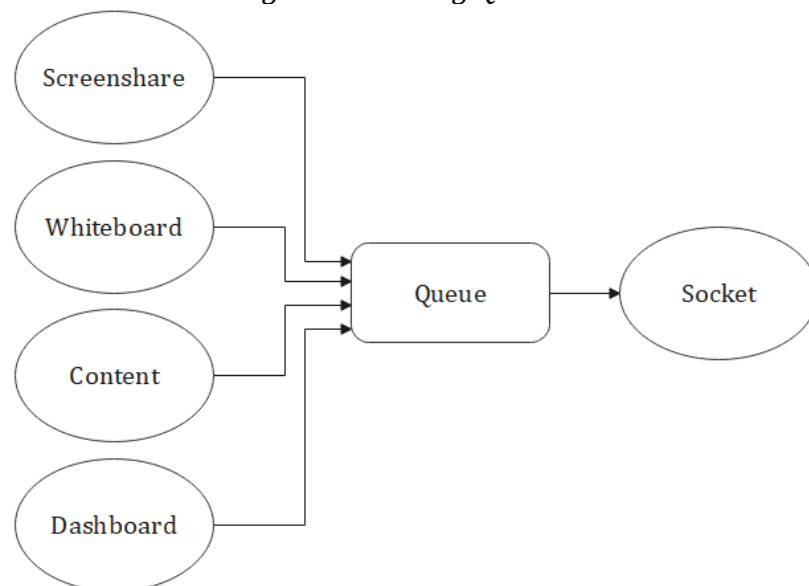 Screenshare
Whiteboard
Queue
Socket
Content
Dashboard